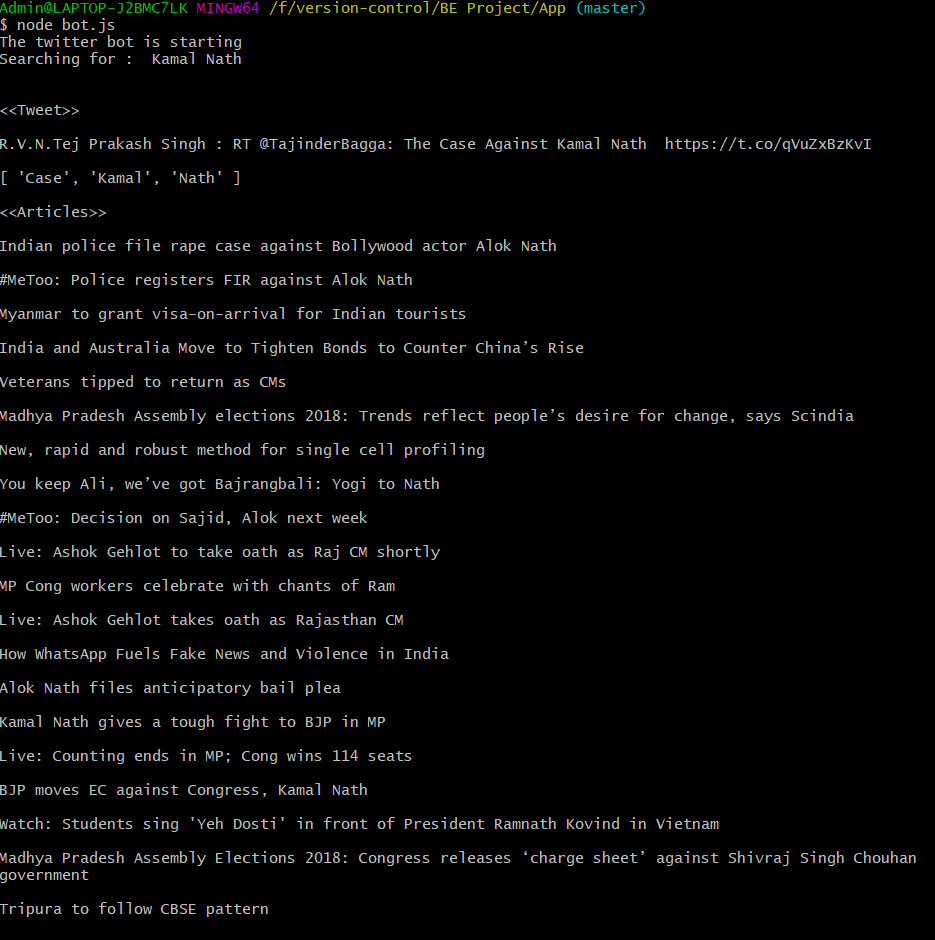 Admin@LAPTOP-J2BMC7LK MINGW64 /f/version-control/BE Project/App (master)
$ node bot.js
The twitter bot is starting
Searching for :  Kamal Nath
<<Tweet>>
R.V.N.Tej Prakash Singh : RT @TajinderBagga: The Case Against Kamal Nath  https://t.co/qVuZxBzKvI
[ 'Case', 'Kamal', 'Nath' ]
<<Articles>>
Indian police file rape case against Bollywood actor Alok Nath
#MeToo: Police registers FIR against Alok Nath
Myanmar to grant visa-on-arrival for Indian tourists
India and Australia Move to Tighten Bonds to Counter China’s Rise
Veterans tipped to return as CMs
Madhya Pradesh Assembly elections 2018: Trends reflect people’s desire for change, says Scindia
New, rapid and robust method for single cell profiling
You keep Ali, we’ve got Bajrangbali: Yogi to Nath
#MeToo: Decision on Sajid, Alok next week
Live: Ashok Gehlot to take oath as Raj CM shortly
MP Cong workers celebrate with chants of Ram
Live: Ashok Gehlot takes oath as Rajasthan CM
How WhatsApp Fuels Fake News and Violence in India
Alok Nath files anticipatory bail plea
Kamal Nath gives a tough fight to BJP in MP
Live: Counting ends in MP; Cong wins 114 seats
BJP moves EC against Congress, Kamal Nath
Watch: Students sing 'Yeh Dosti' in front of President Ramnath Kovind in Vietnam
Madhya Pradesh Assembly Elections 2018: Congress releases ‘charge sheet’ against Shivraj Singh Chouhan
government
Tripura to follow CBSE pattern